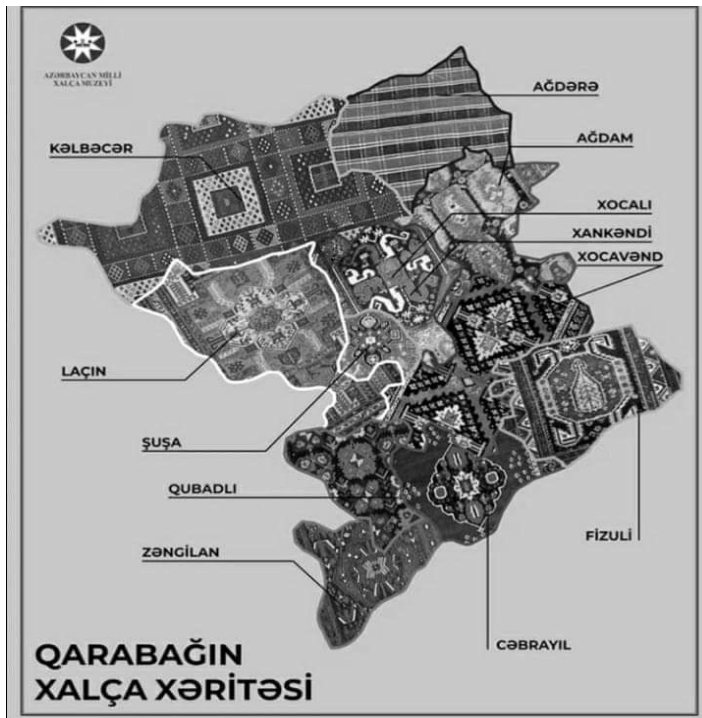 AZƏRBAYCAN MİLLİ
XALÇA MUZEYİ
AĞDƏRƏ
AĞDAM
KƏLBƏCƏR
XOCALI
XANKƏNDİ
XOCAVƏND
LAÇIN
ŞUŞA
QUBADLI
FİZULİ
ZƏNGİLAN
CƏBRAYIL
QARABAĞIN
XALÇA XƏRİTƏSİ